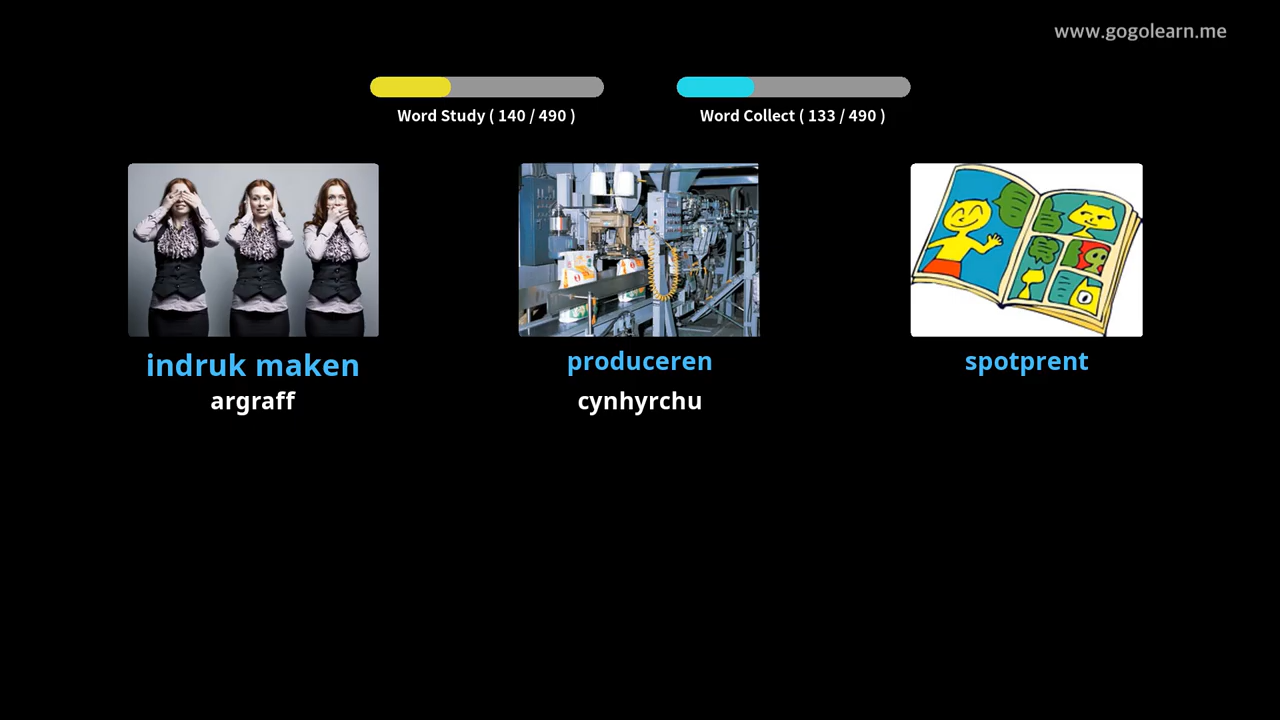 www.gogolearn.me
Word Study ( 140 / 490 )
Word Collect ( 133 / 490 )
indruk maken
argraff
produceren
cynhyrchu
spotprent